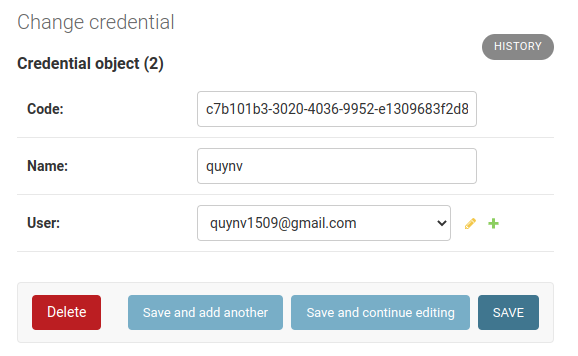 Change credential
HISTORY
Credential object (2)
Code: c7b101b3-3020-4036-9952-e1309683f2d8
Name: quynv
User: quynv1509@gmail.com
Delete Save and add another Save and continue editing SAVE